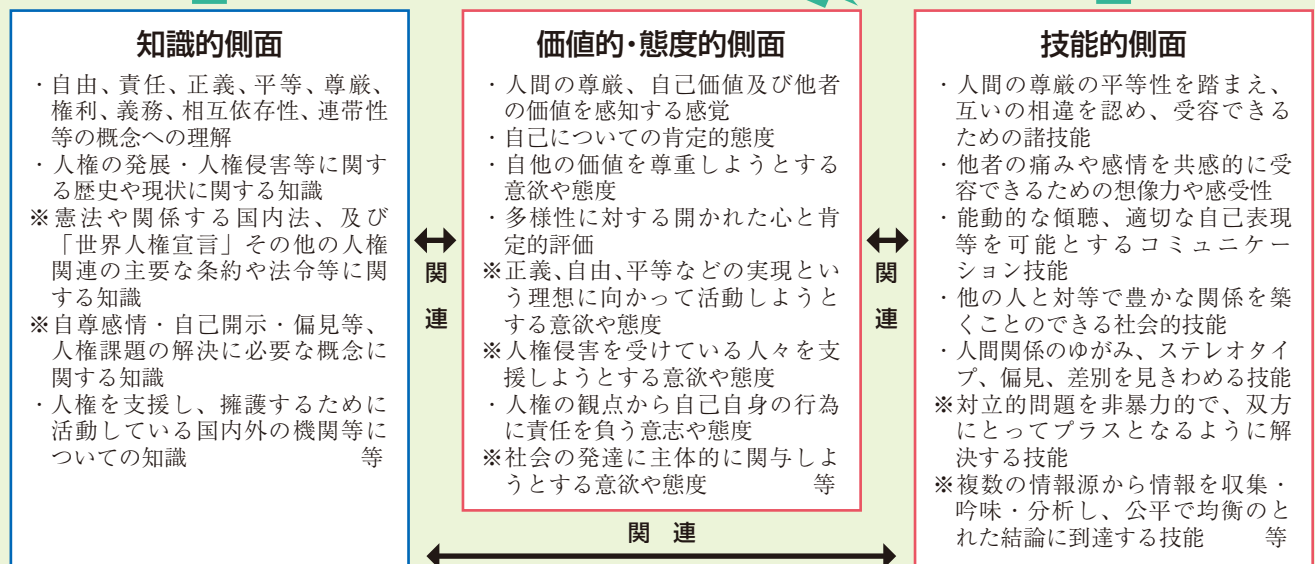 知識的側面
・自由、責任、正義、平等、尊厳、
権利、義務、相互依存性、連帯性
等の概念への理解
・人権の発展・人権侵害等に関す
る歴史や現状に関する知識
※憲法や関係する国内法、及び
「世界人権宣言」その他の人権
関連の主要な条約や法令等に関
する知識
※自尊感情・自己開示・偏見等、
人権課題の解決に必要な概念に
関する知識
・人権を支援し、擁護するために
活動している国内外の機関等に
ついての知識 等
関
連
価値的・態度的側面
・人間の尊厳、自己価値及び他者
の価値を感知する感覚
・自己についての肯定的態度
・自他の価値を尊重しようとする
意欲や態度
・多様性に対する開かれた心と肯
定的評価
※正義、自由、平等などの実現とい
う理想に向かって活動しようと
する意欲や態度
※人権侵害を受けている人々を支
援しようとする意欲や態度
・人権の観点から自己自身の行為
に責任を負う意志や態度
※社会の発達に主体的に関与しよ
うとする意欲や態度 等
関
連
技能的側面
・人間の尊厳の平等性を踏まえ、
互いの相違を認め、受容できる
ための諸技能
・他者の痛みや感情を共感的に受
容できるための想像力や感受性
・能動的な傾聴、適切な自己表現
等を可能とするコミュニケー
ション技能
・他の人と対等で豊かな関係を築
くことのできる社会的技能
・人間関係のゆがみ、ステレオタイ
プ、偏見、差別を見きわめる技能
※対立的問題を非暴力的で、双方
にとってプラスとなるように解
決する技能
※複数の情報源から情報を収集・
吟味・分析し、公平で均衡のと
れた結論に到達する技能 等
関 連